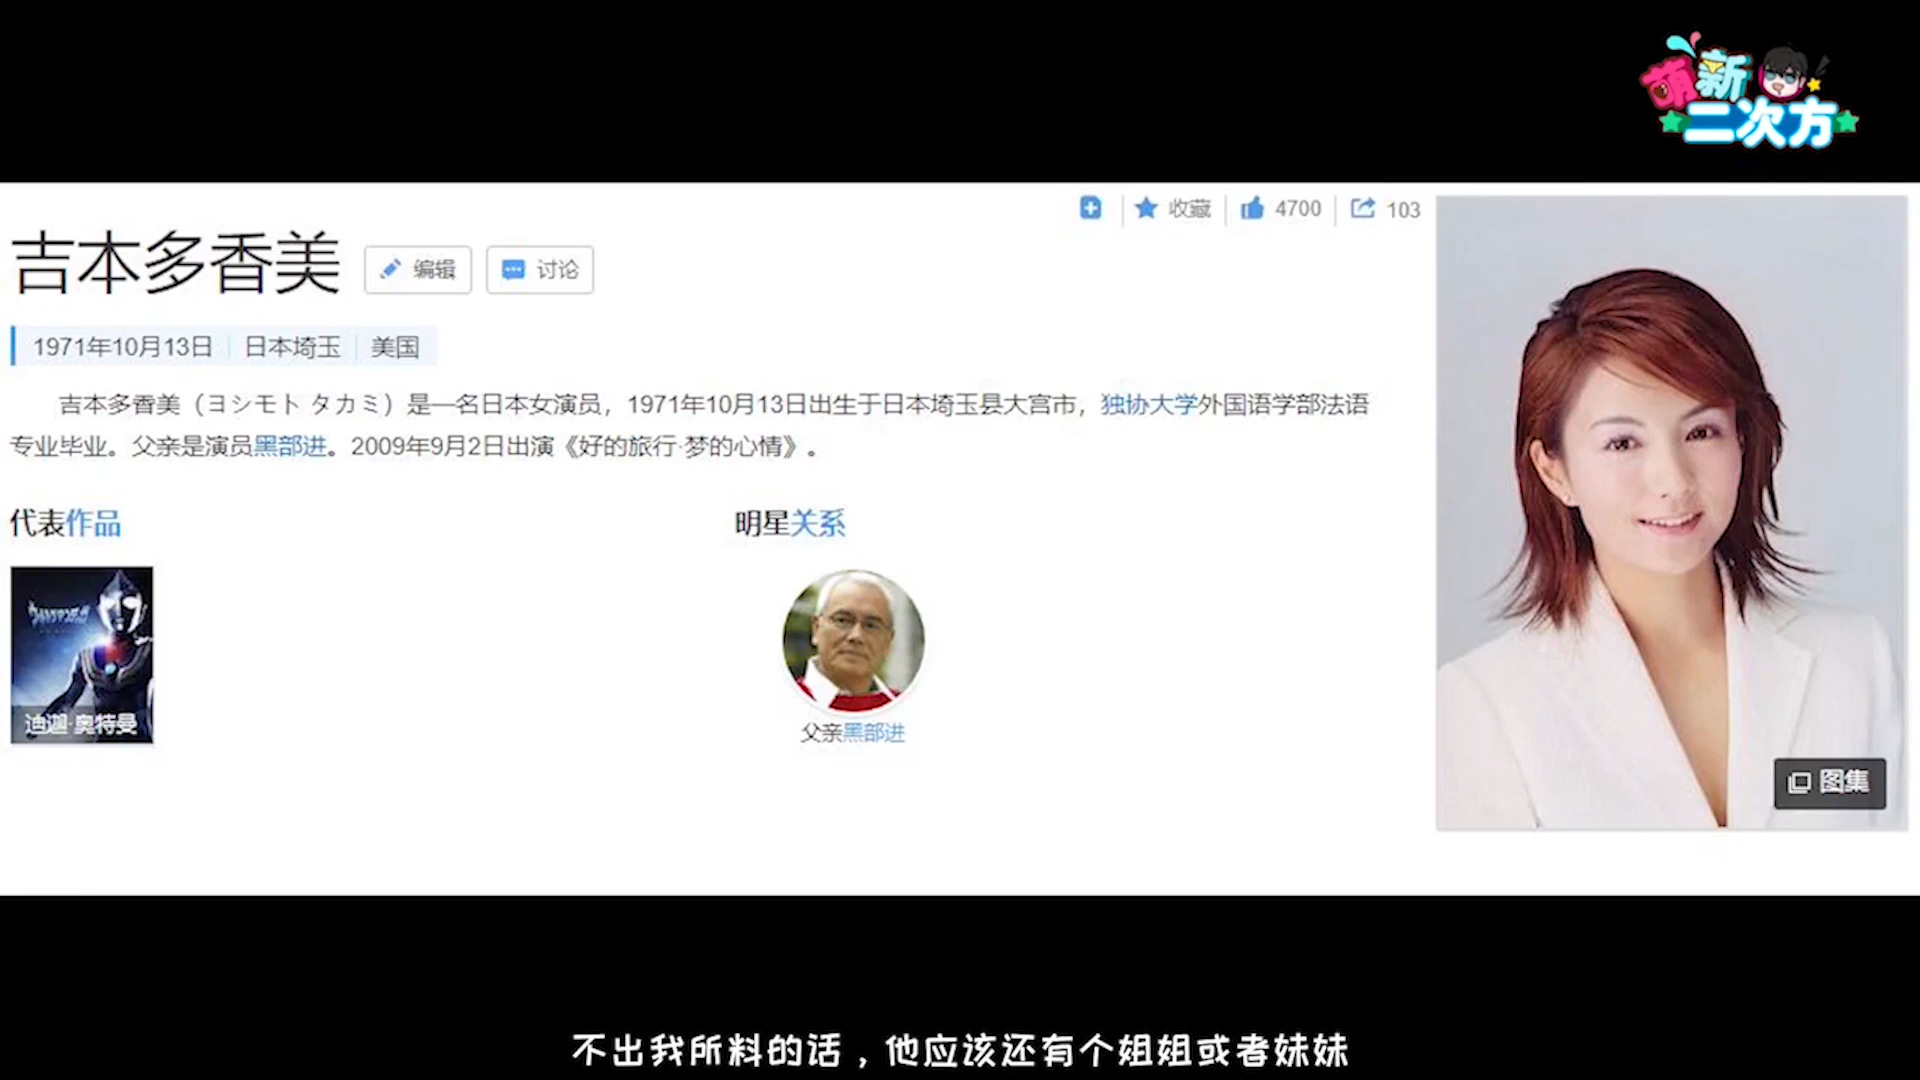 萌新
二次方
收藏 4700 103
吉本多香美 编辑 讨论
1971年10月13日 日本埼玉 美国
吉本多香美（ヨシモト タカミ）是一名日本女演员，1971年10月13日出生于日本埼玉县大宫市，独协大学外国语学部法语
专业毕业。父亲是演员黑部进。2009年9月2日出演《好的旅行·梦的心情》。
代表作品
明星关系
迪迦·奥特曼
父亲黑部进
图集
不出我所料的话，他应该还有个姐姐或者妹妹